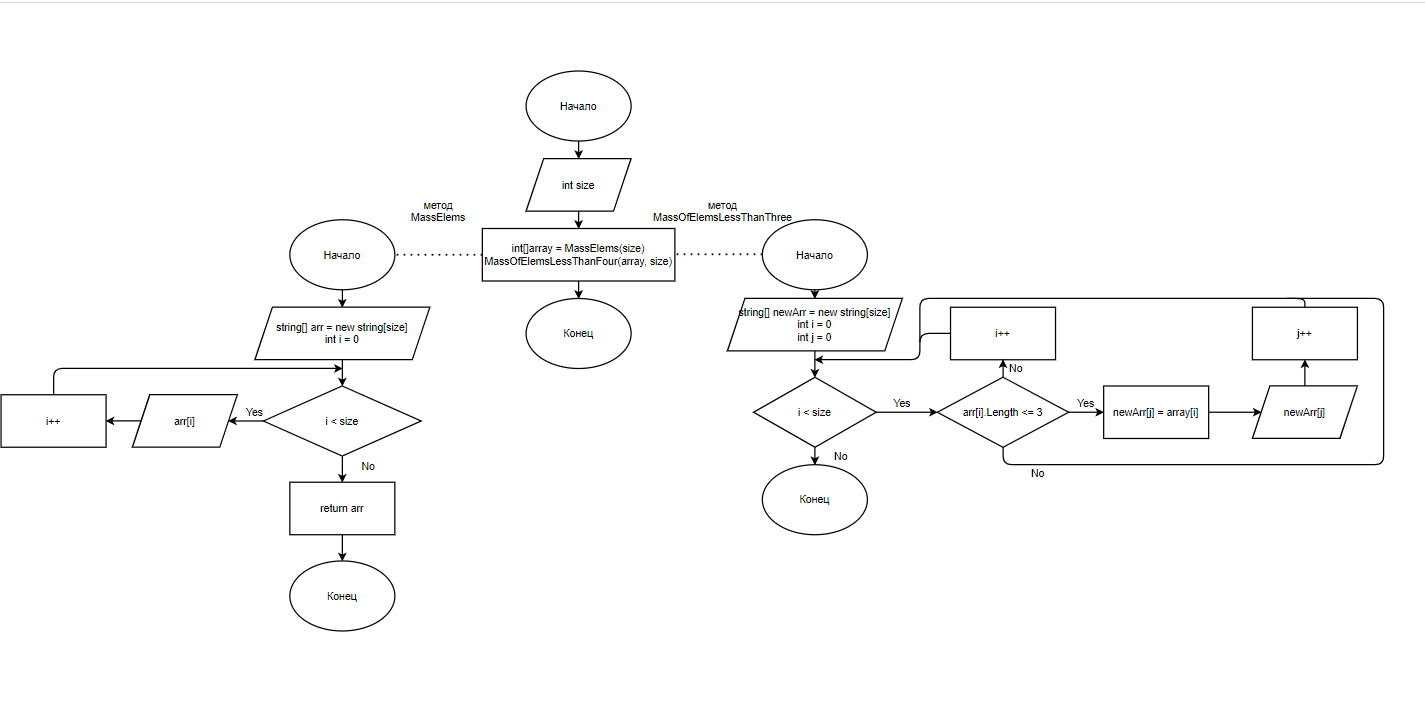 Начало
int size
метод
MassElems
метод
MassOfElemsLessThanThree
int[]array = MassElems(size)
MassOfElemsLessThanFour(array, size)
Конец
Начало
string[] arr = new string[size]
int i = 0
i < size
Yes
arr[i]
i++
No
return arr
Конец
Начало
string[] newArr = new string[size]
int i = 0
int j = 0
i < size
Yes
arr[i].Length <= 3
No
i++
Yes
newArr[j] = array[i]
newArr[j]
j++
No
No
Конец